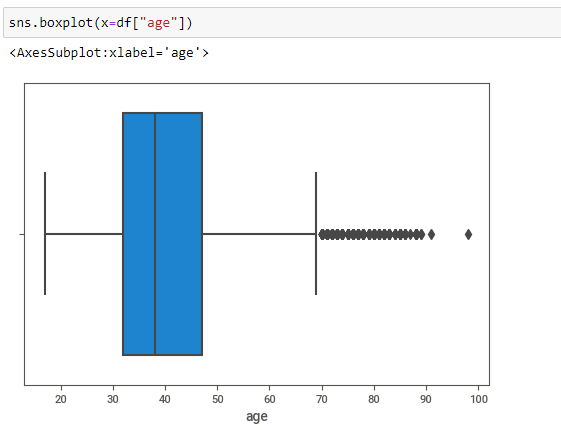 sns.boxplot(x=df["age"])
<AxesSubplot:xlabel='age'>
20 30 40 50 60 70 80 90 100
age